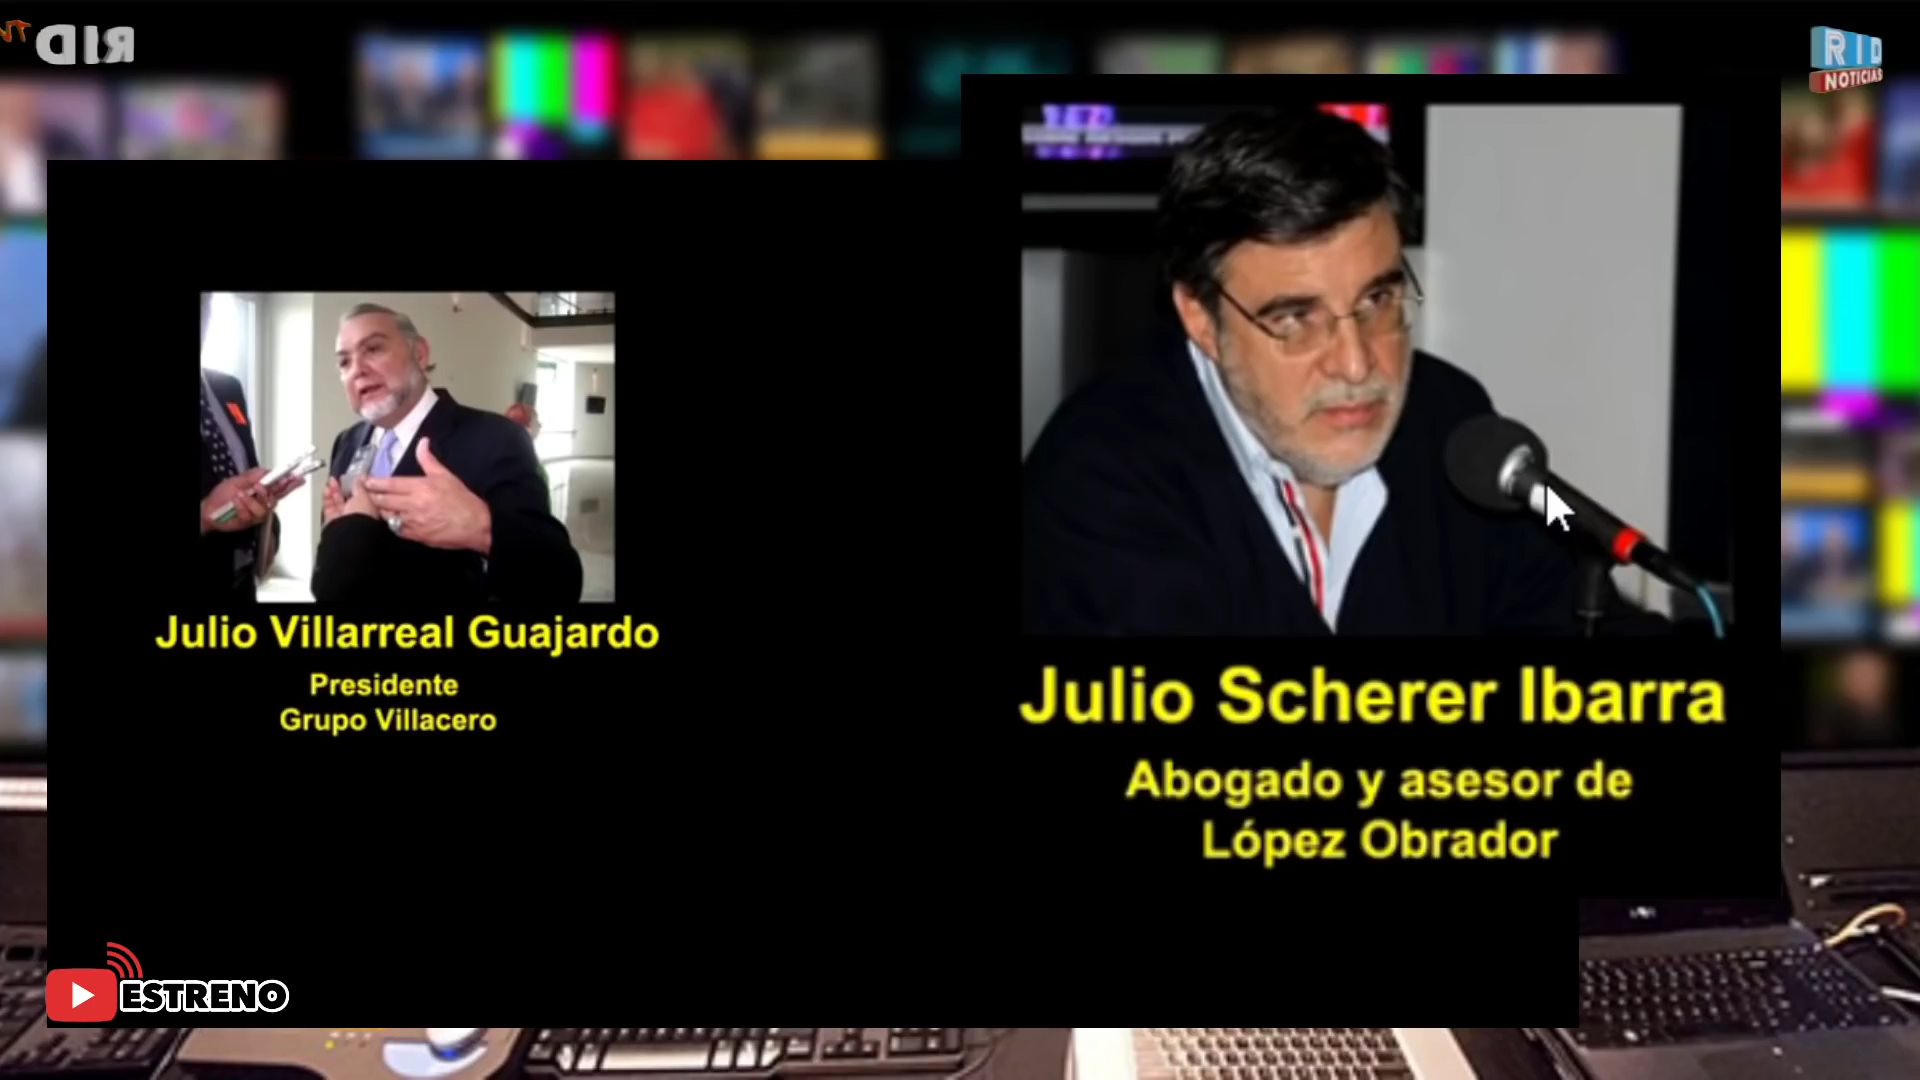 RID
RID
NOTICIAS
Julio Villarreal Guajardo
Presidente
Grupo Villacero
Julio Scherer Ibarra
Abogado y asesor de
López Obrador
ESTRENO